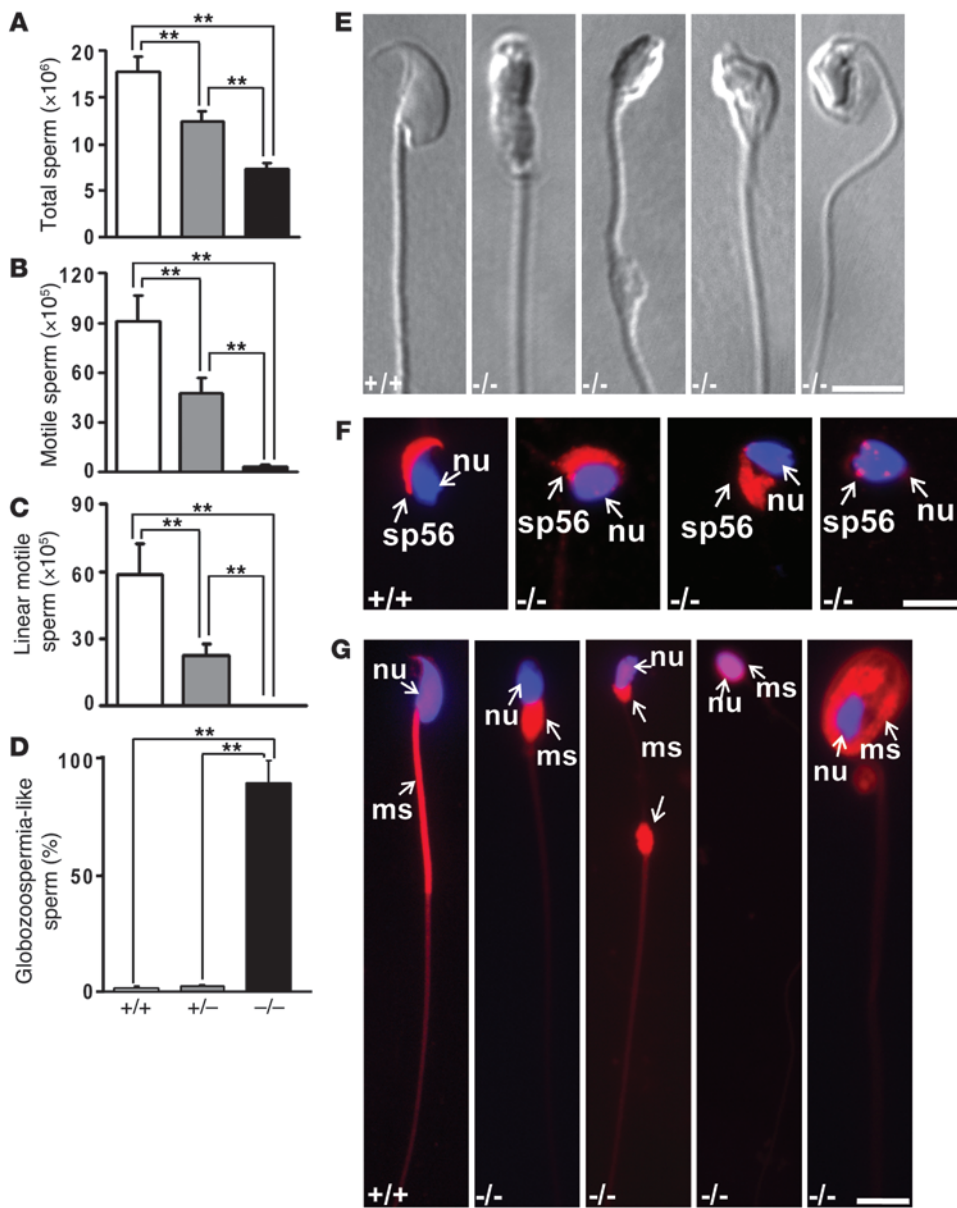 A
Total sperm (×10⁶)
20
15
10
5
0
**
**
**
B
Motile sperm (×10⁵)
120
90
60
30
0
**
**
**
C
Linear motile
sperm (×10⁵)
90
60
30
0
**
**
**
D
Globozoospermia-like
sperm (%)
100
50
0
**
**
+/+ +/– –/–
E
+/+ -/- -/- -/- -/-
F
nu
sp56
+/+
sp56
nu
-/-
nu
sp56
-/-
nu
-/-
G
nu
ms
+/+
nu
ms
-/-
nu
ms
-/-
nu
ms
-/-
nu
ms
-/-